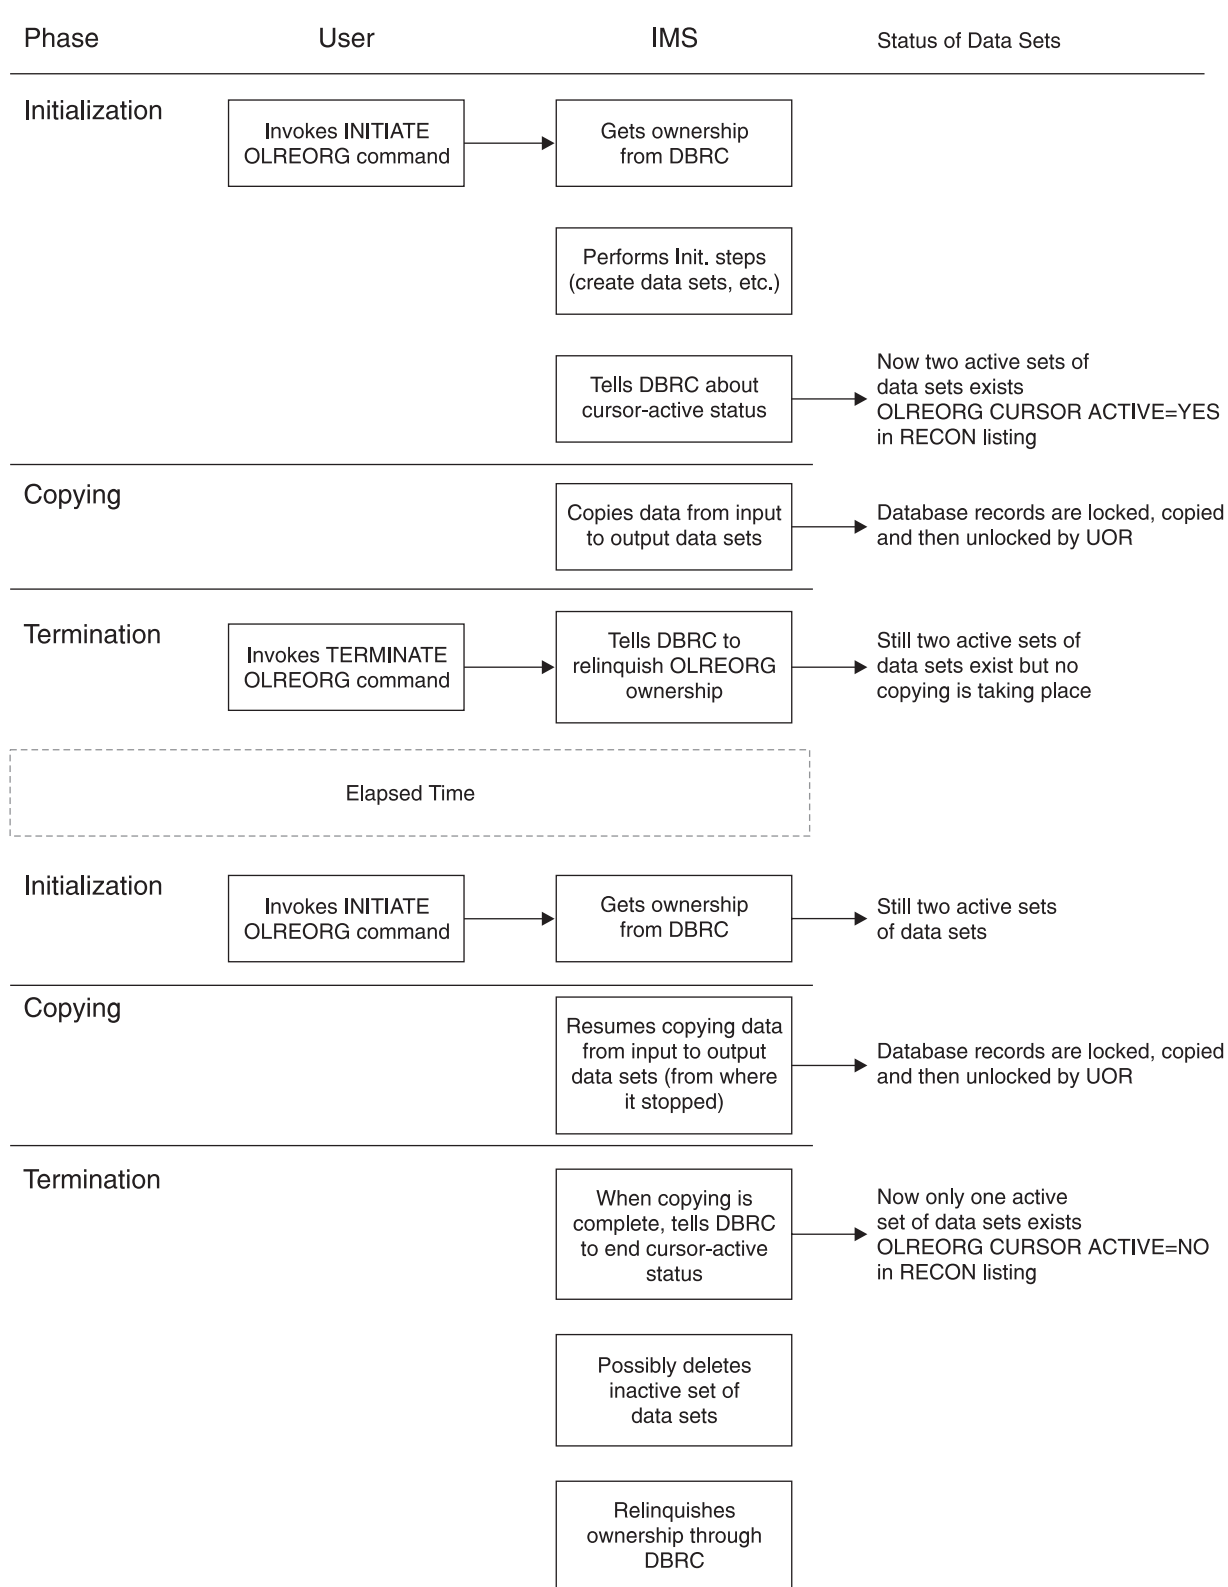 Phase
User
IMS
Status of Data Sets
Initialization
Invokes INITIATE
OLREORG command
Gets ownership
from DBRC
Performs Init. steps
(create data sets, etc.)
Tells DBRC about
cursor-active status
Now two active sets of
data sets exists
OLREORG CURSOR ACTIVE=YES
in RECON listing
Copying
Copies data from input
to output data sets
Database records are locked, copied
and then unlocked by UOR
Termination
Invokes TERMINATE
OLREORG command
Tells DBRC to
relinquish OLREORG
ownership
Still two active sets of
data sets exist but no
copying is taking place
Elapsed Time
Initialization
Invokes INITIATE
OLREORG command
Gets ownership
from DBRC
Still two active sets
of data sets
Copying
Resumes copying data
from input to output
data sets (from where
it stopped)
Database records are locked, copied
and then unlocked by UOR
Termination
When copying is
complete, tells DBRC
to end cursor-active
status
Now only one active
set of data sets exists
OLREORG CURSOR ACTIVE=NO
in RECON listing
Possibly deletes
inactive set of
data sets
Relinquishes
ownership through
DBRC